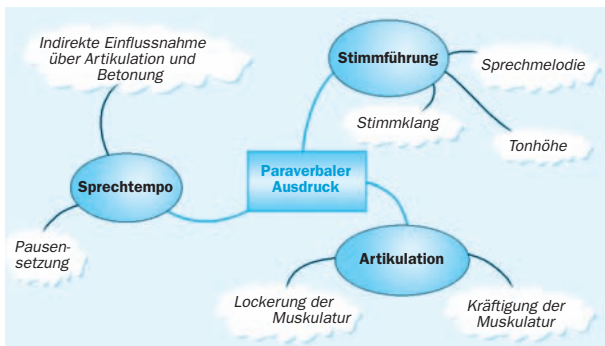 Indirekte Einflussnahme
über Artikulation und
Betonung
Stimmführung
Sprechmelodie
Stimmklang
Tonhöhe
Paraverbaler
Ausdruck
Sprechtempo
Pausen-
setzung
Artikulation
Lockerung der
Muskulatur
Kräftigung der
Muskulatur